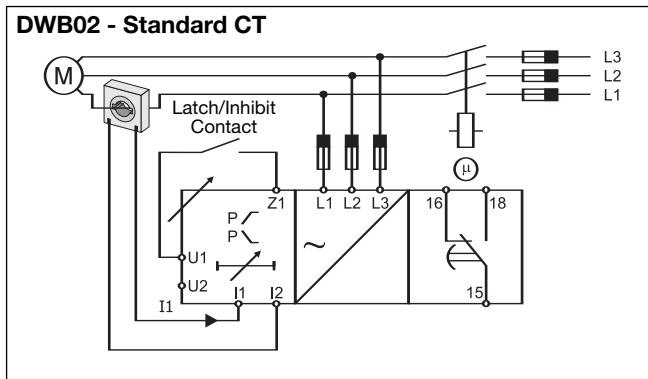 DWB02 - Standard CT
L3
M
L2
L1
Latch/Inhibit
Contact
µ
Z1
L1
L2
L3
16
18
P
P
~
U1
U2
I1
I1
I2
15